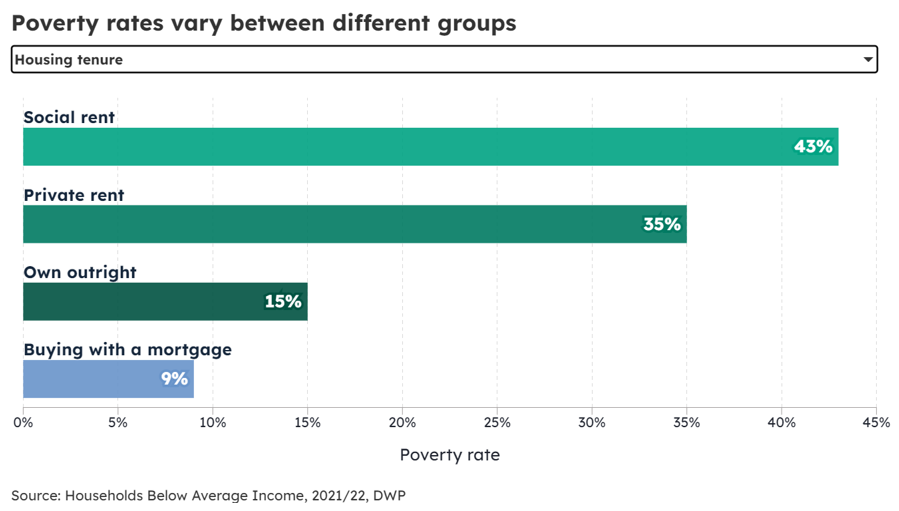 Poverty rates vary between different groups
Housing tenure
Social rent
43%
Private rent
35%
Own outright
15%
Buying with a mortgage
9%
0% 5% 10% 15% 20% 25% 30% 35% 40% 45%
Poverty rate
Source: Households Below Average Income, 2021/22, DWP